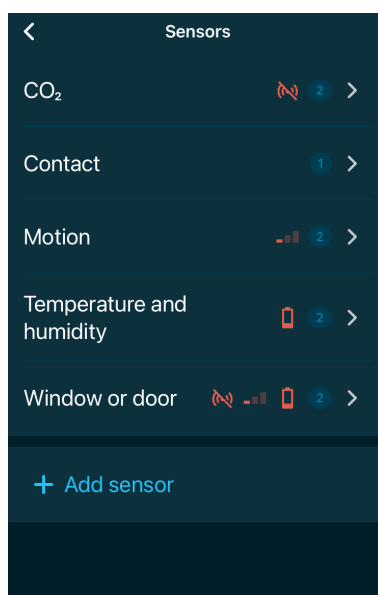 Sensors
CO₂
2
Contact
1
Motion
2
Temperature and
humidity
2
Window or door
2
+ Add sensor